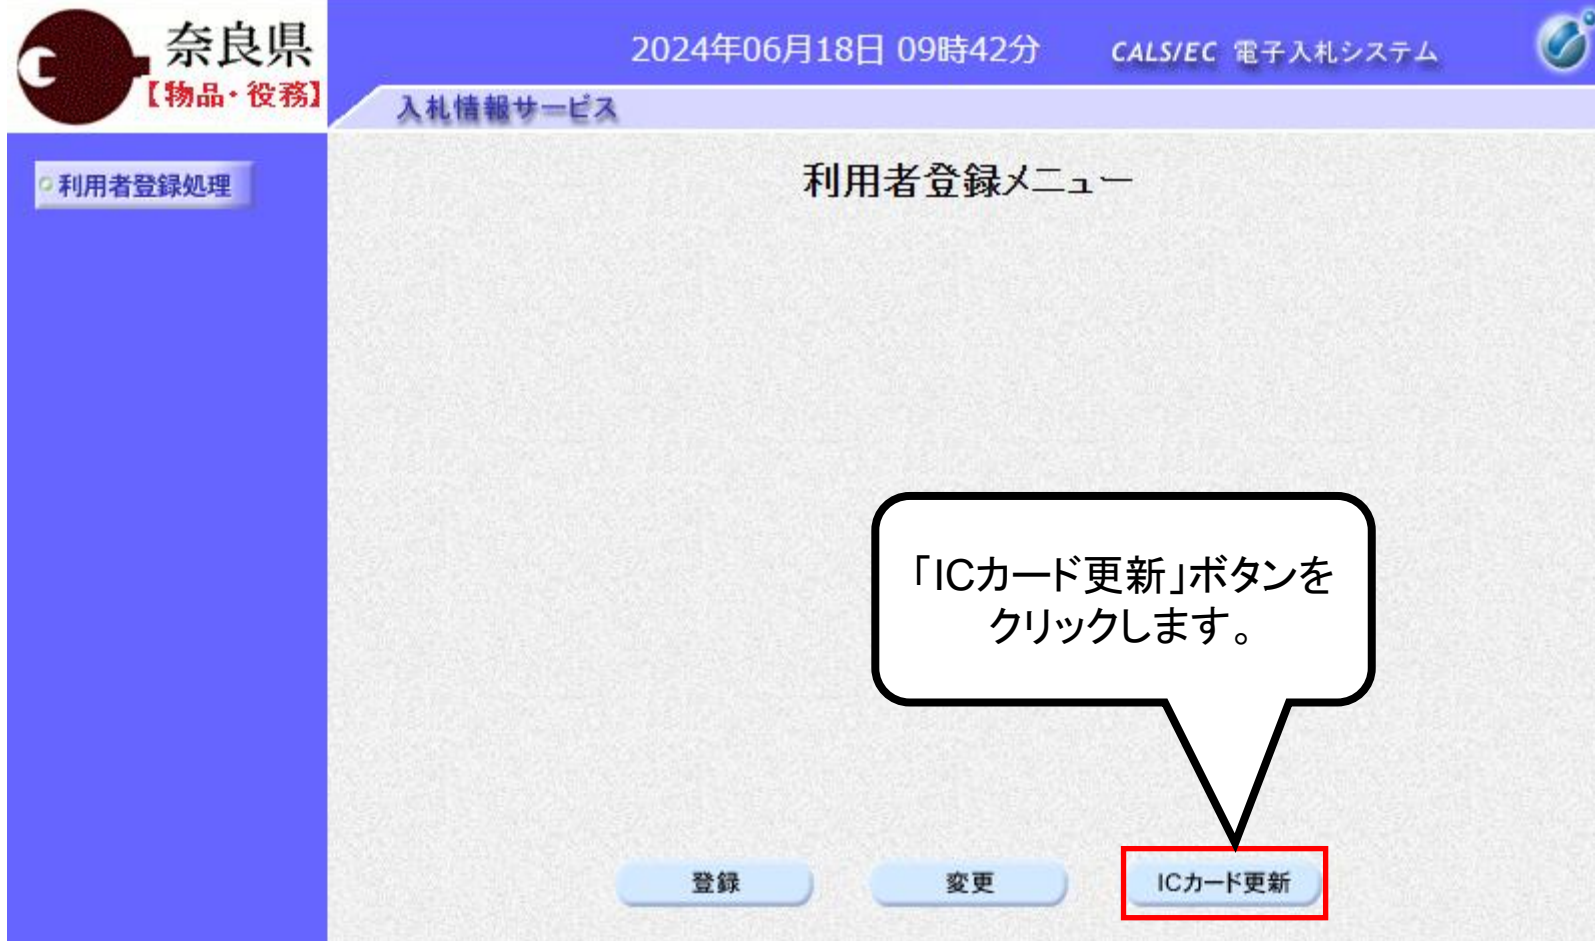 奈良県
【物品・役務】
2024年06月18日 09時42分
CALS/EC 電子入札システム
入札情報サービス
利用者登録処理
利用者登録メニュー
「ICカード更新」ボタンを
クリックします。
登録
変更
ICカード更新